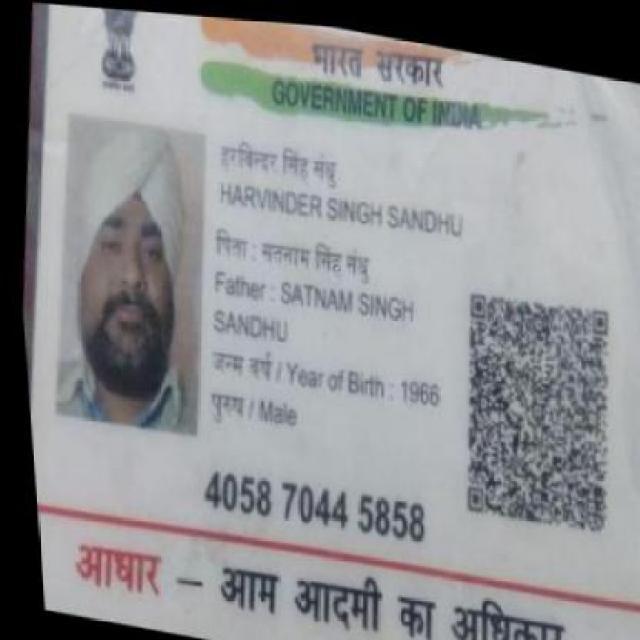 भारत सरकार
GOVERNMENT OF INDIA
हरविन्दर सिंह संधु
HARVINDER SINGH SANDHU
पिता : सतनाम सिंह संधु
Father : SATNAM SINGH
SANDHU
जन्म वर्ष / Year of Birth : 1966
पुरुष / Male
4058 7044 5858
आधार – आम आदमी का अधिकार